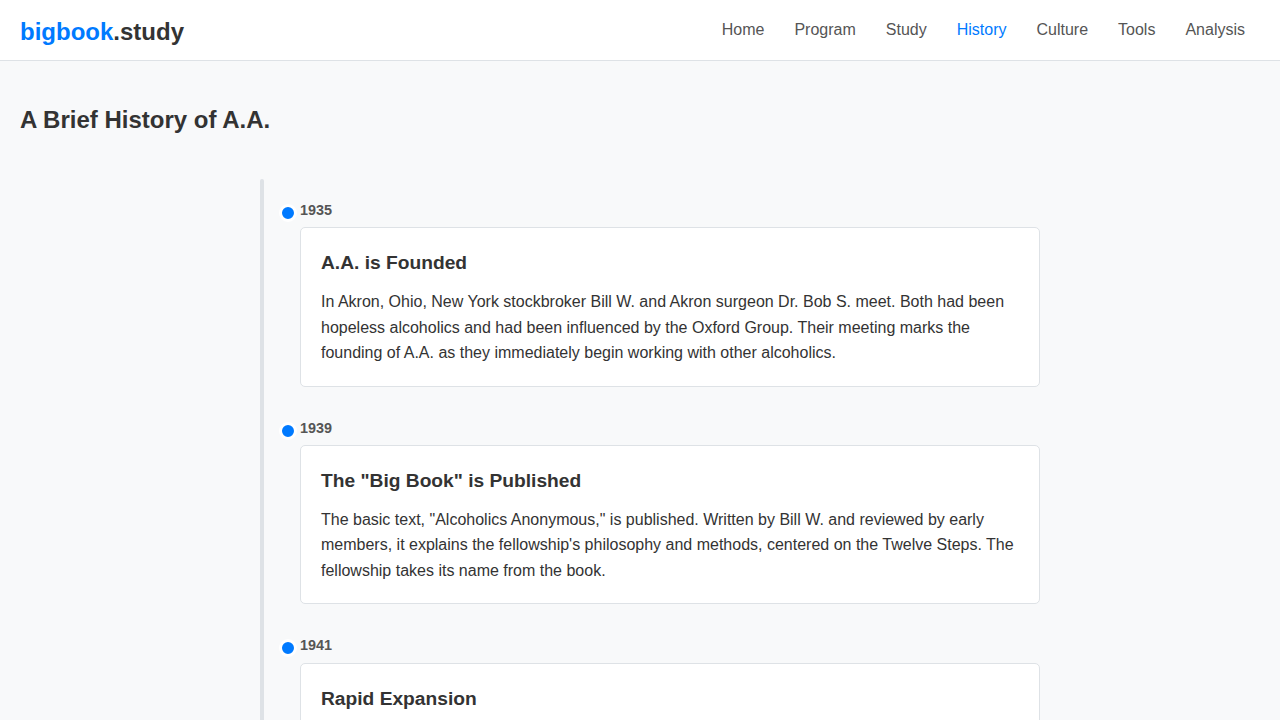 bigbook.study
Home Program Study History Culture Tools Analysis
A Brief History of A.A.
1935
A.A. is Founded
In Akron, Ohio, New York stockbroker Bill W. and Akron surgeon Dr. Bob S. meet. Both had been
hopeless alcoholics and had been influenced by the Oxford Group. Their meeting marks the
founding of A.A. as they immediately begin working with other alcoholics.
1939
The "Big Book" is Published
The basic text, "Alcoholics Anonymous," is published. Written by Bill W. and reviewed by early
members, it explains the fellowship's philosophy and methods, centered on the Twelve Steps. The
fellowship takes its name from the book.
1941
Rapid Expansion